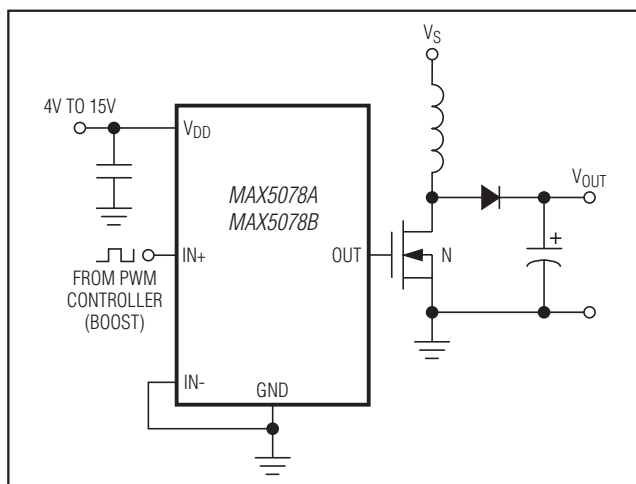 V_S
4V TO 15V
V_DD
MAX5078A
MAX5078B
V_OUT
+
IN+
OUT
N
FROM PWM
CONTROLLER
(BOOST)
IN-
GND